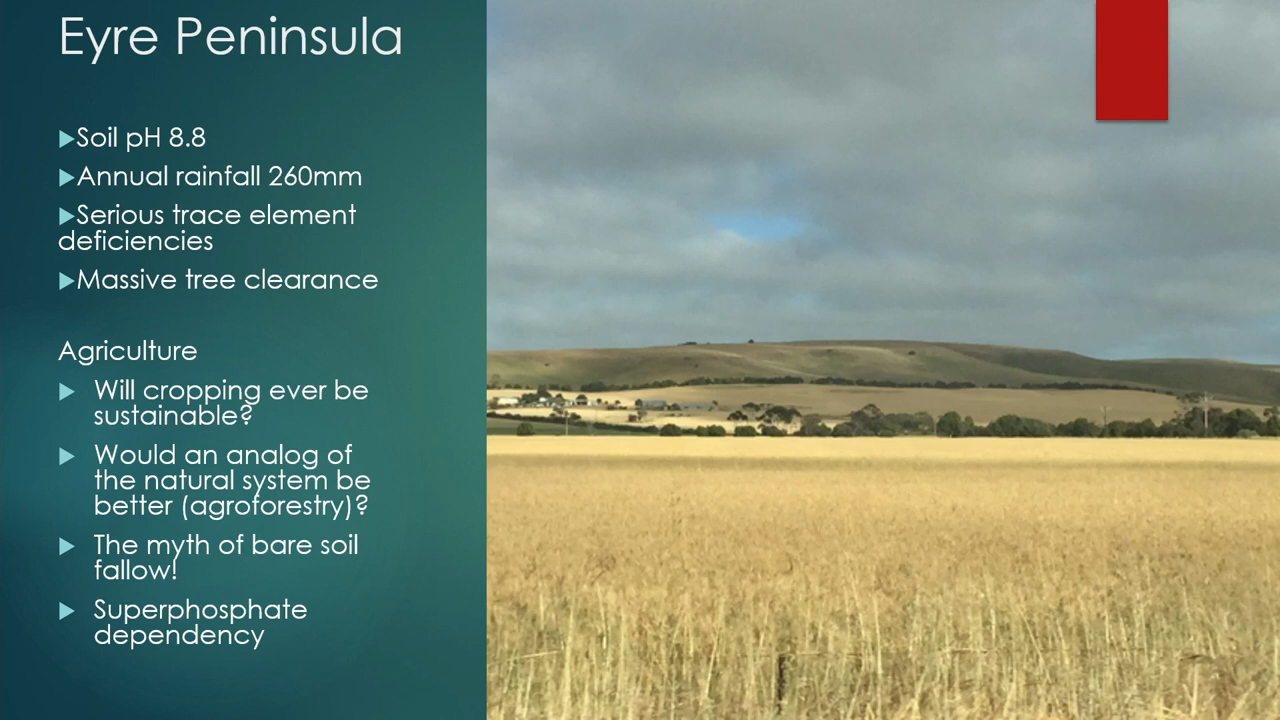 Eyre Peninsula
▶Soil pH 8.8
▶Annual rainfall 260mm
▶Serious trace element
deficiencies
▶Massive tree clearance
Agriculture
▶ Will cropping ever be
sustainable?
▶ Would an analog of
the natural system be
better (agroforestry)?
▶ The myth of bare soil
fallow!
▶ Superphosphate
dependency